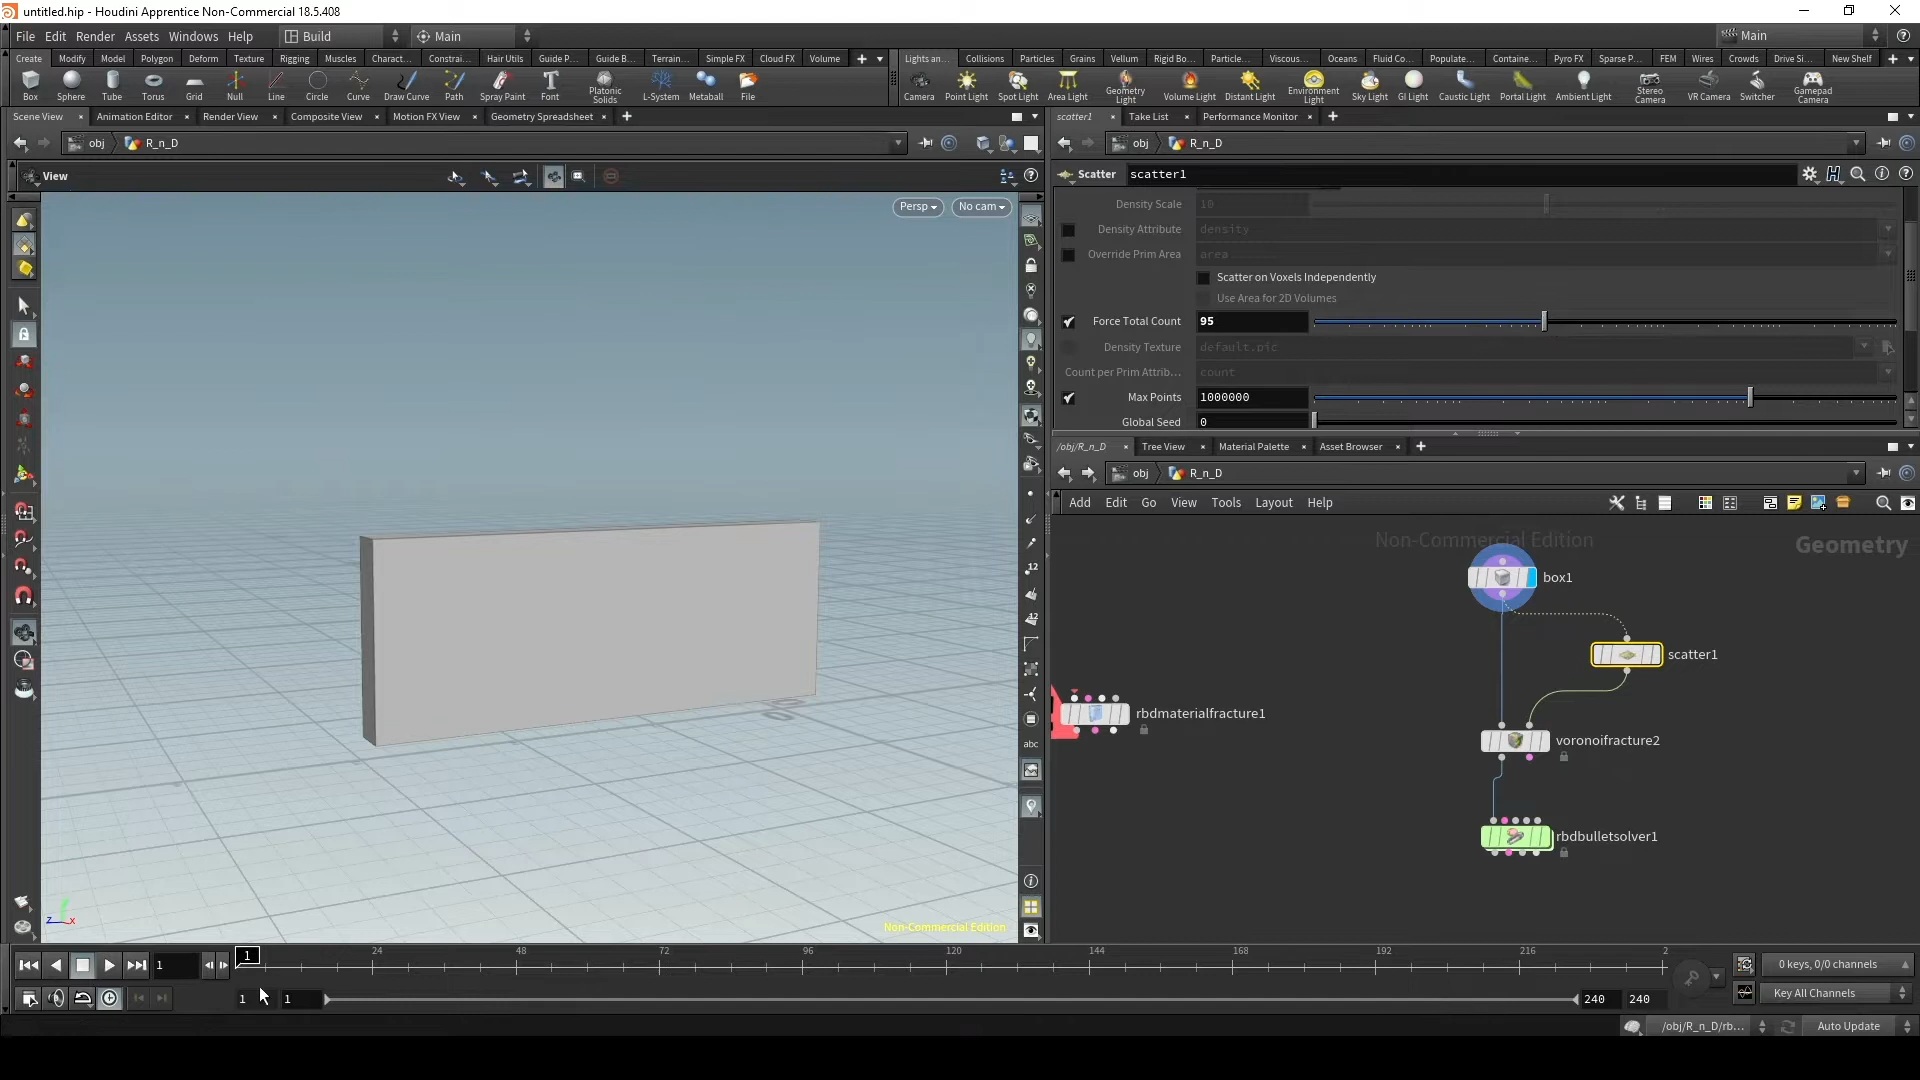 untitled.hip - Houdini Apprentice Non-Commercial 18.5.408
File Edit Render Assets Windows Help Build Main Main
Create Modify Model Polygon Deform Texture Rigging Muscles Charact... Constrai... Hair Utils Guide P... Guide B... Terrain... Simple FX Cloud FX Volume
Lights an... Collisions Particles Grains Vellum Rigid Bo... Particle... Viscous... Oceans Fluid Co... Populate... Containe... Pyro FX Sparse P... FEM Wires Crowds Drive Si... New Shelf
Box Sphere Tube Torus Grid Null Line Circle Curve Draw Curve Path Spray Paint Font Platonic Solids L-System Metaball File
Camera Point Light Spot Light Area Light Geometry Light Volume Light Distant Light Environment Light Sky Light GI Light Caustic Light Portal Light Ambient Light Stereo Camera VR Camera Switcher Gamepad Camera
Scene View Animation Editor Render View Composite View Motion FX View Geometry Spreadsheet
scatter1 Take List Performance Monitor
obj R_n_D
obj R_n_D
View
Scatter scatter1
Persp No cam
Density Scale 10
Density Attribute density
Override Prim Area area
Scatter on Voxels Independently
Use Area for 2D Volumes
Force Total Count 95
Density Texture default.pic
Count per Prim Attrib... count
Max Points 1000000
Global Seed 0
/obj/R_n_D Tree View Material Palette Asset Browser
obj R_n_D
Add Edit Go View Tools Layout Help
Non-Commercial Edition
Geometry
box1
scatter1
rbdmaterialfracture1
voronoifracture2
rbdbulletsolver1
12
12
abc
z x
Non-Commercial Edition
1 1 24 48 72 96 120 144 168 192 216 2
0 keys, 0/0 channels
1 1 240 240
Key All Channels
/obj/R_n_D/rb... Auto Update